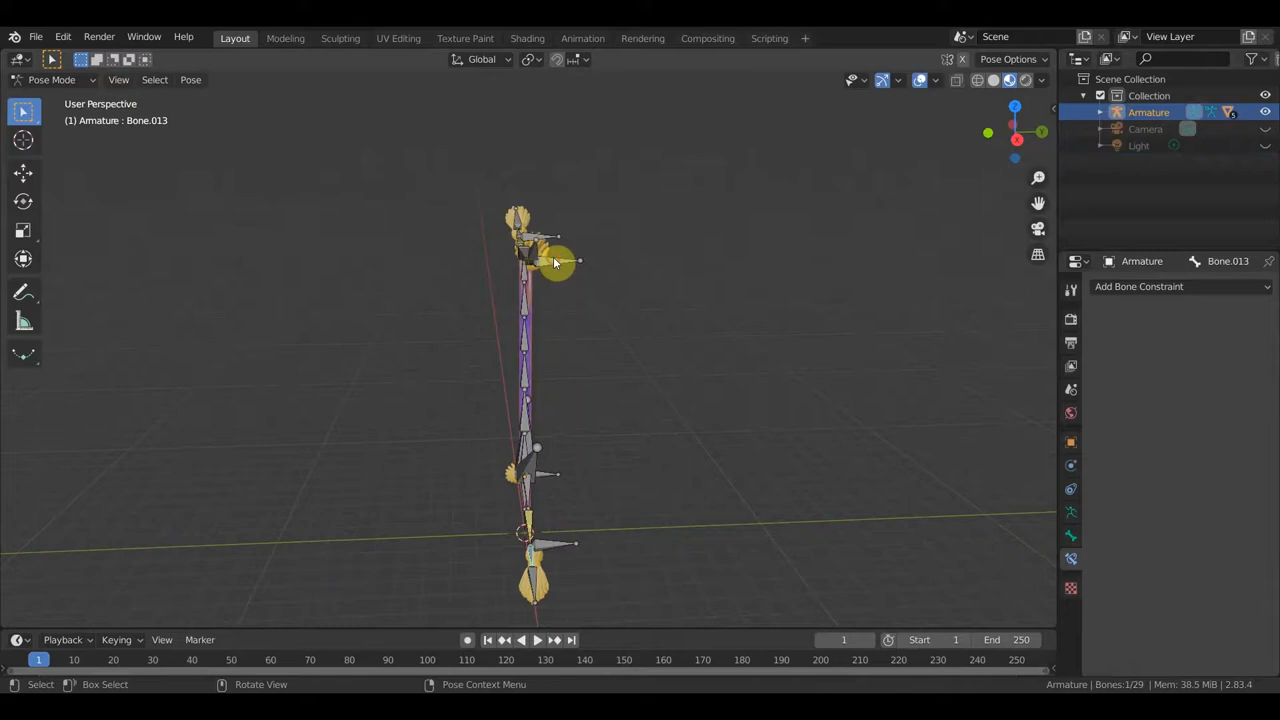 File Edit Render Window Help Layout Modeling Sculpting UV Editing Texture Paint Shading Animation Rendering Compositing Scripting + Scene View Layer
Global X Pose Options
Pose Mode View Select Pose
User Perspective
(1) Armature : Bone.013
Z
Y
X
Scene Collection
Collection
Armature 5
Camera
Light
Armature Bone.013
Add Bone Constraint
Playback Keying View Marker 1 Start 1 End 250
1 10 20 30 40 50 60 70 80 90 100 110 120 130 140 150 160 170 180 190 200 210 220 230 240 250
Select Box Select Rotate View Pose Context Menu Armature | Bones:1/29 | Mem: 38.5 MiB | 2.83.4